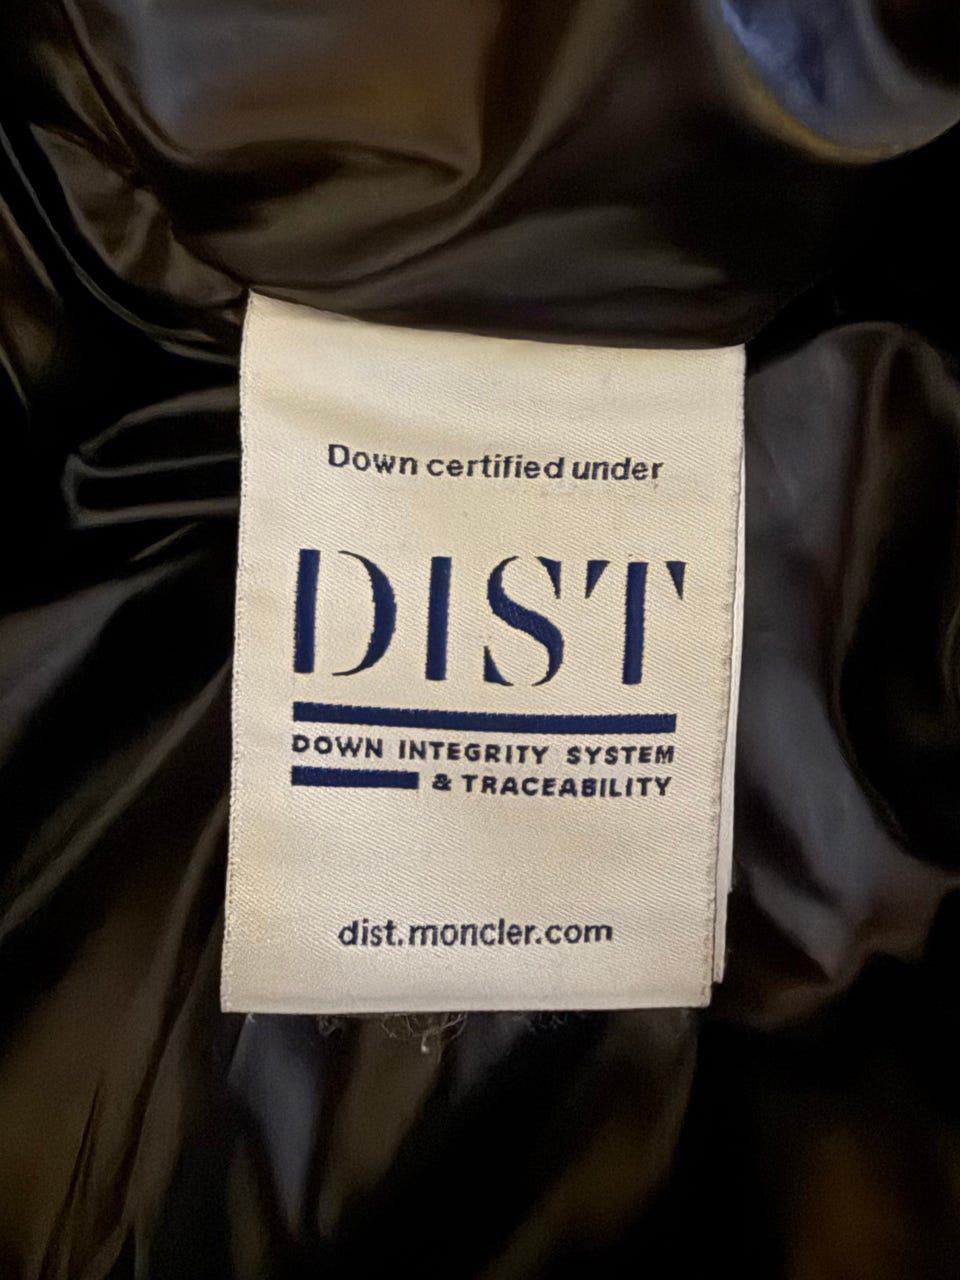 Down certified under
DIST
DOWN INTEGRITY SYSTEM
& TRACEABILITY
dist.moncler.com